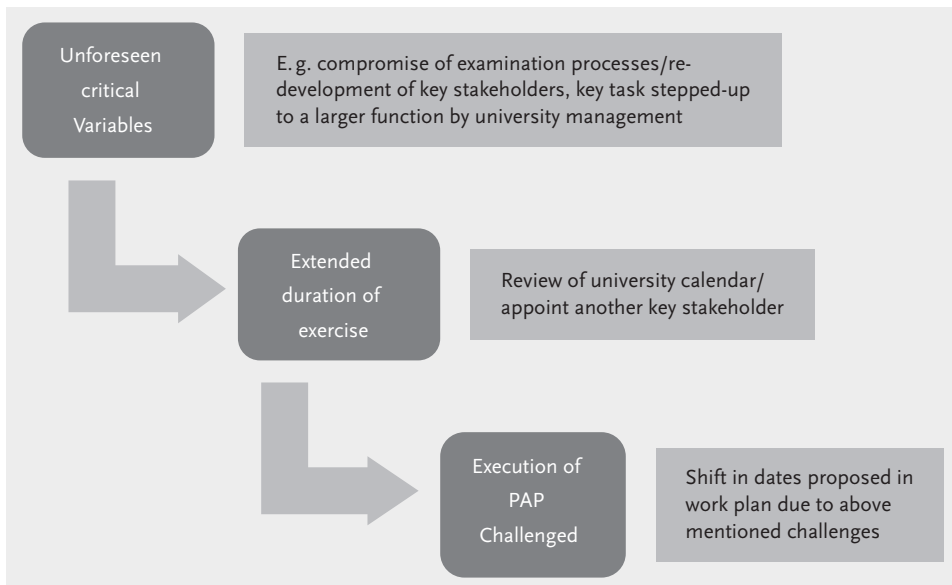 Unforeseen
critical
Variables
E. g. compromise of examination processes/re-
development of key stakeholders, key task stepped-up
to a larger function by university management
Extended
duration of
exercise
Review of university calendar/
appoint another key stakeholder
Execution of
PAP
Challenged
Shift in dates proposed in
work plan due to above
mentioned challenges